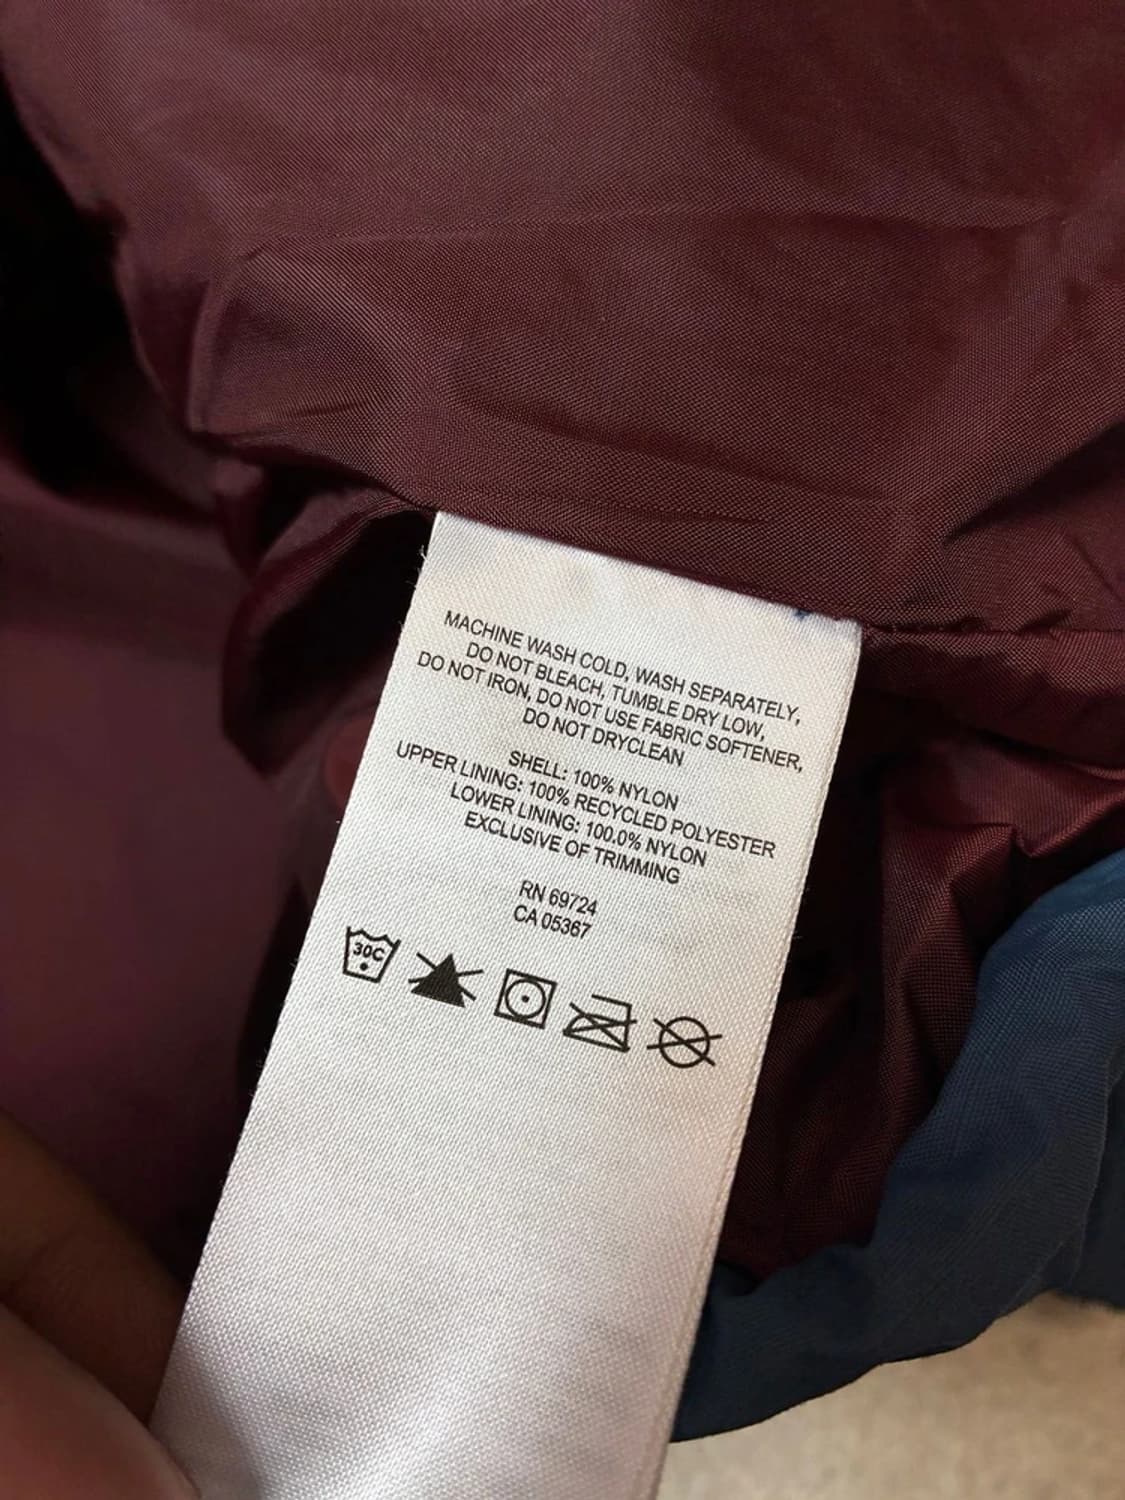 MACHINE WASH COLD, WASH SEPARATELY,
DO NOT BLEACH, TUMBLE DRY LOW,
DO NOT IRON, DO NOT USE FABRIC SOFTENER,
DO NOT DRYCLEAN
SHELL: 100% NYLON
UPPER LINING: 100% RECYCLED POLYESTER
LOWER LINING: 100.0% NYLON
EXCLUSIVE OF TRIMMING
RN 69724
CA 05367
30C